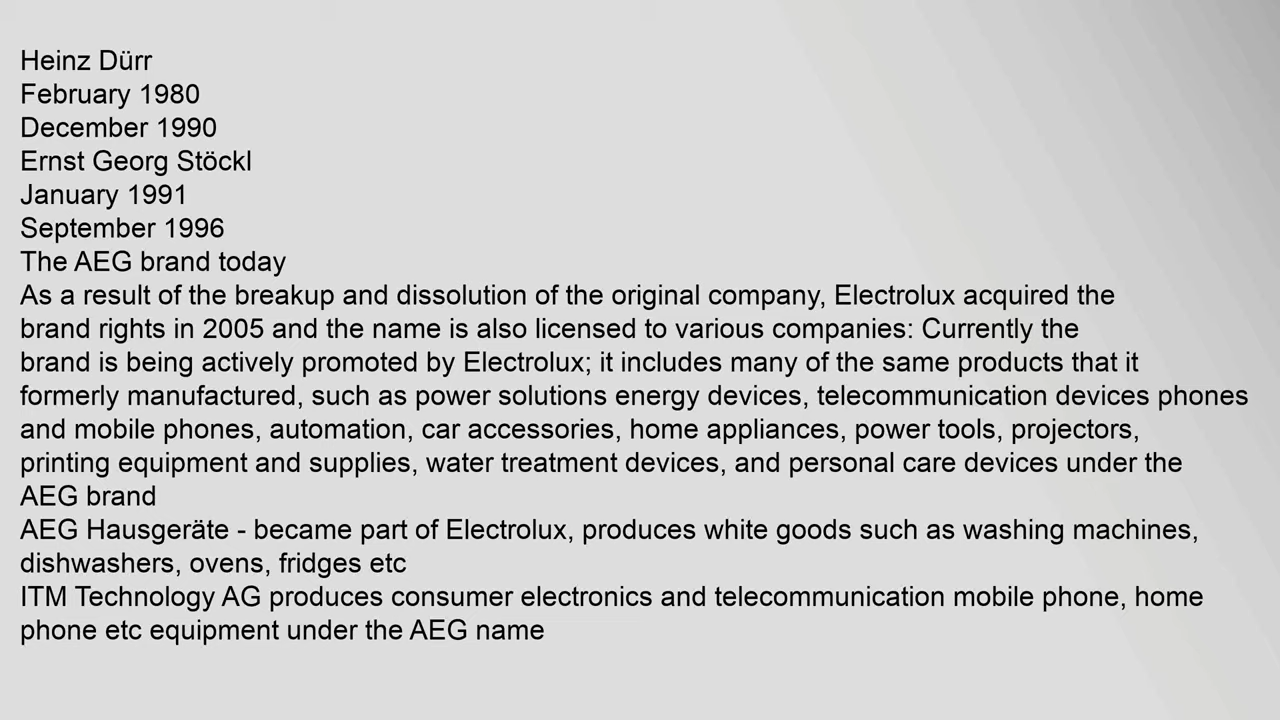 Heinz Dürr
February 1980
December 1990
Ernst Georg Stöckl
January 1991
September 1996
The AEG brand today
As a result of the breakup and dissolution of the original company, Electrolux acquired the
brand rights in 2005 and the name is also licensed to various companies: Currently the
brand is being actively promoted by Electrolux; it includes many of the same products that it
formerly manufactured, such as power solutions energy devices, telecommunication devices phones
and mobile phones, automation, car accessories, home appliances, power tools, projectors,
printing equipment and supplies, water treatment devices, and personal care devices under the
AEG brand
AEG Hausgeräte - became part of Electrolux, produces white goods such as washing machines,
dishwashers, ovens, fridges etc
ITM Technology AG produces consumer electronics and telecommunication mobile phone, home
phone etc equipment under the AEG name